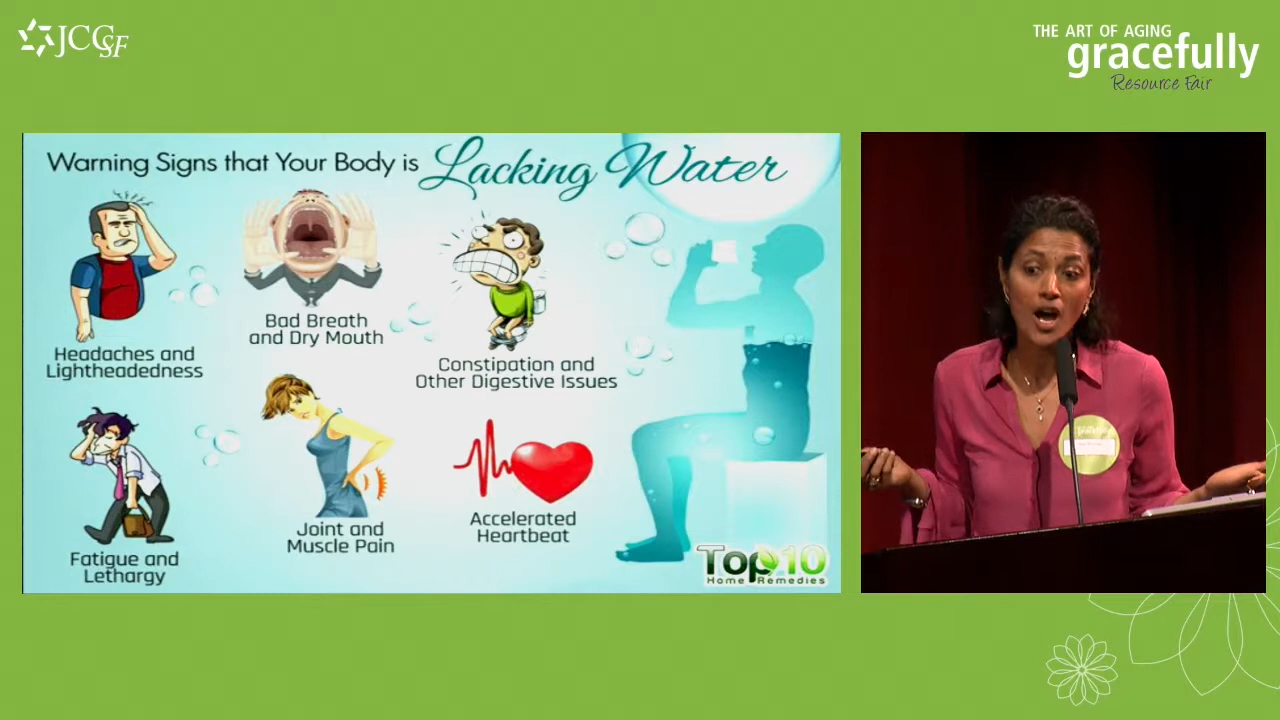 JCCSF
THE ART OF AGING
gracefully
Resource Fair
Warning Signs that Your Body is Lacking Water
Headaches and
Lightheadedness
Bad Breath
and Dry Mouth
Constipation and
Other Digestive Issues
Fatigue and
Lethargy
Joint and
Muscle Pain
Accelerated
Heartbeat
Top 10
Home Remedies